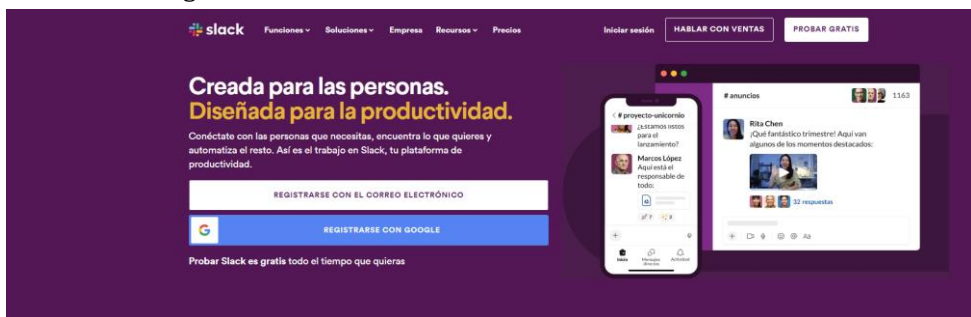 slack
Funciones
Soluciones
Empresa
Recursos
Precios
Iniciar sesión
HABLAR CON VENTAS
PROBAR GRATIS
Creada para las personas.
Diseñada para la productividad.
Conéctate con las personas que necesitas, encuentra lo que quieres y
automatiza el resto. Así es el trabajo en Slack, tu plataforma de
productividad.
REGISTRARSE CON EL CORREO ELECTRÓNICO
G
REGISTRARSE CON GOOGLE
Probar Slack es gratis todo el tiempo que quieras
# proyecto-unicornio
¿Estamos listos
para el
lanzamiento?
Marcos López
Aquí está el
responsable de
todo:
Inicio
Mensajes
directos
Actividad
# anuncios
1163
Rita Chen
¡Qué fantástico trimestre! Aquí van
algunos de los momentos destacados:
32 respuestas
Aa